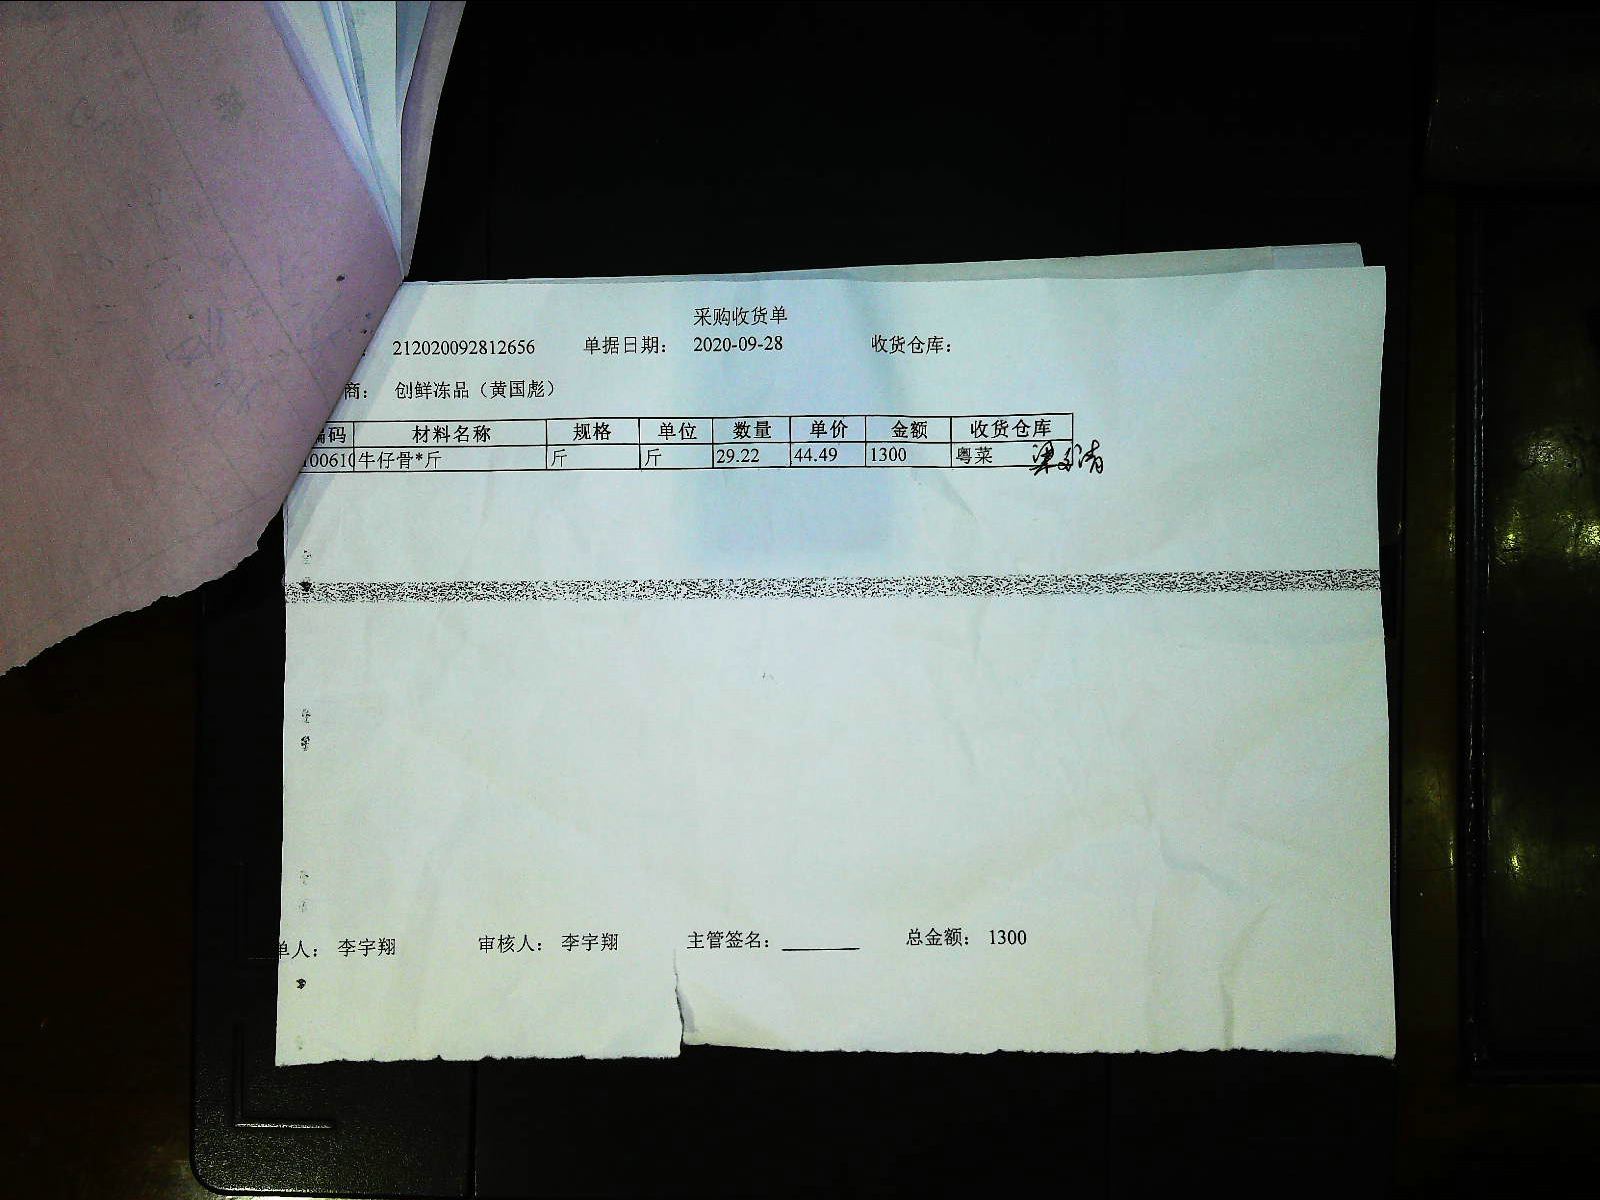 采购收货单
212020092812656 单据日期： 2020-09-28 收货仓库：
商： 创鲜冻品（黄国彪）
编码 材料名称 规格 单位 数量 单价 金额 收货仓库
00610 牛仔骨*斤 斤 斤 29.22 44.49 1300 粤菜
单人： 李宇翔 审核人： 李宇翔 主管签名： 总金额： 1300